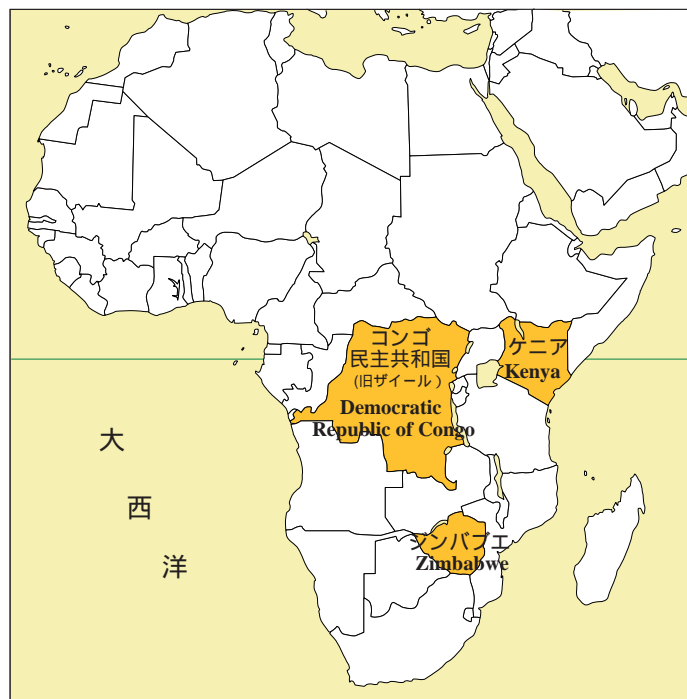 コンゴ
民主共和国
(旧ザイール)
Democratic
Republic of Congo
ケニア
Kenya
ジンバブエ
Zimbabwe
大
西
洋